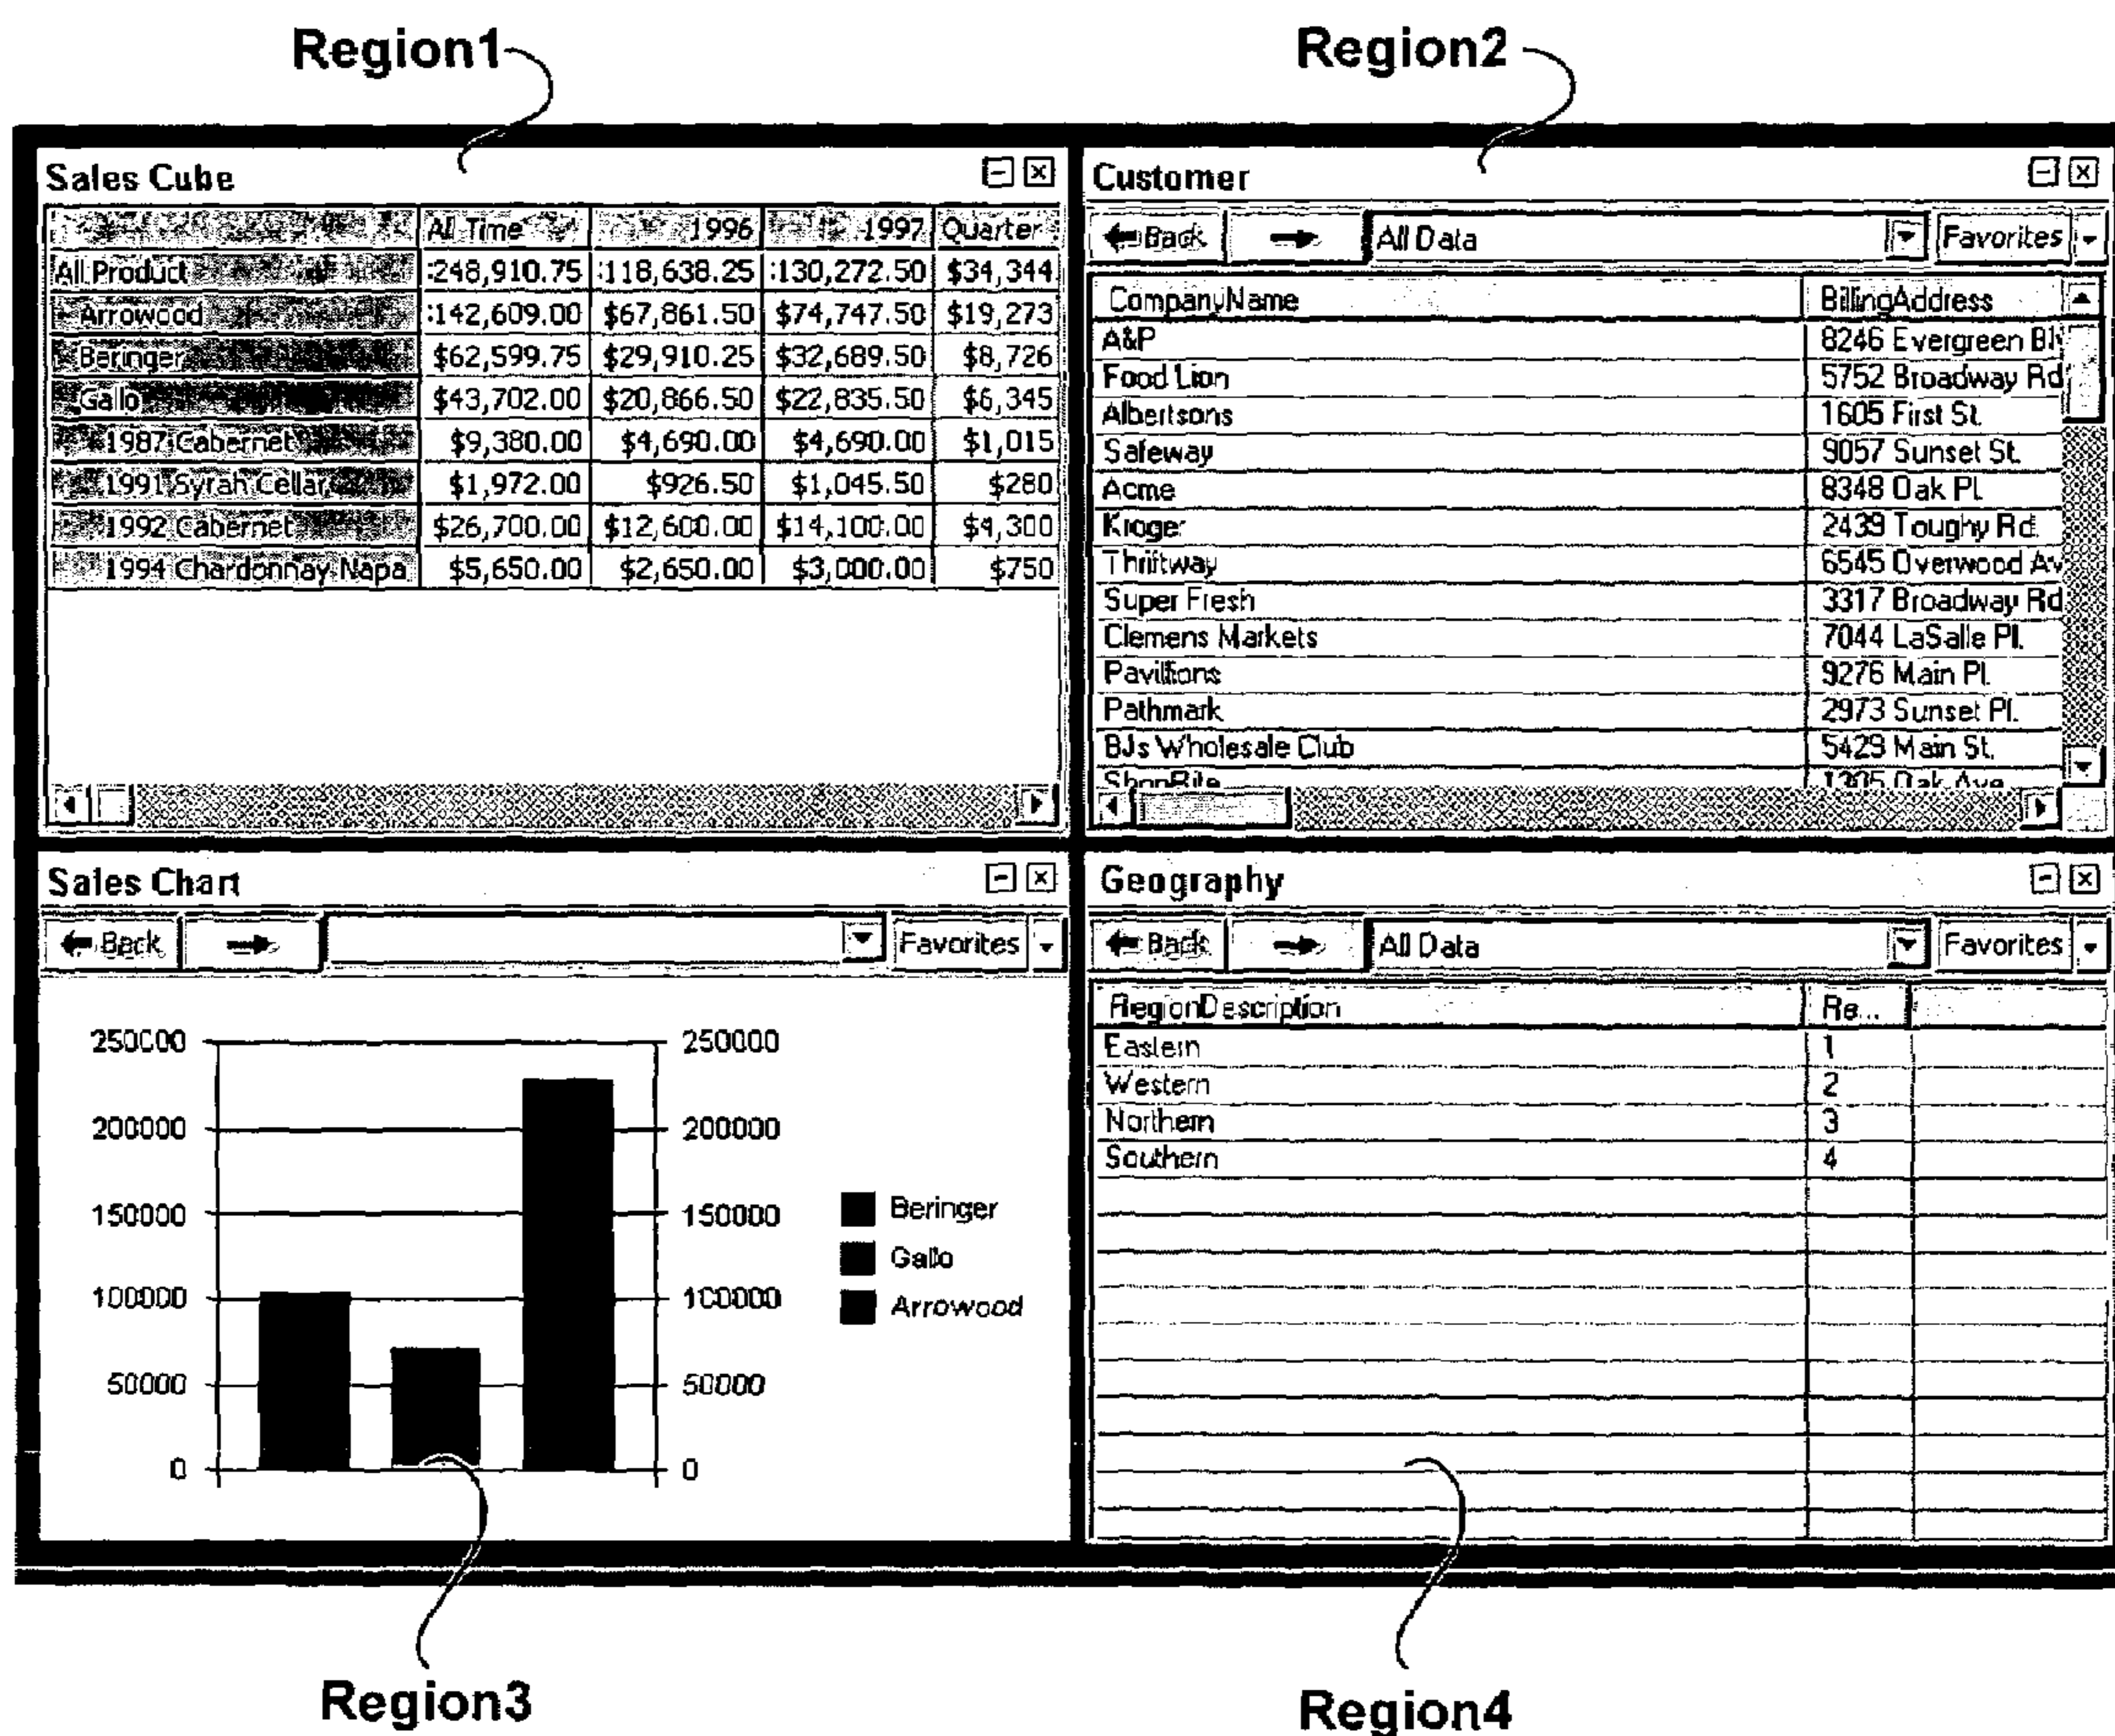 Region1
Region2
Sales Cube
All Time 1996 1997 Quarter
All Product :248,910.75 :118,638.25 :130,272.50 $34,344
Arrowood :142,609.00 $67,861.50 $74,747.50 $19,273
Beringer $62,599.75 $29,910.25 $32,689.50 $8,726
Gallo $43,702.00 $20,866.50 $22,835.50 $6,345
1987 Cabernet $9,380.00 $4,690.00 $4,690.00 $1,015
1991 Syrah Cellar $1,972.00 $926.50 $1,045.50 $280
1992 Cabernet $26,700.00 $12,600.00 $14,100.00 $4,300
1994 Chardonnay Napa $5,650.00 $2,650.00 $3,000.00 $750
Customer
Back All Data Favorites
CompanyName BillingAddress
A&P 8246 Evergreen Blv
Food Lion 5752 Broadway Rd
Albertsons 1605 First St.
Safeway 9057 Sunset St.
Acme 8348 Oak Pl.
Kroger 2439 Toughy Rd.
Thriftway 6545 Overwood Av
Super Fresh 3317 Broadway Rd
Clemens Markets 7044 LaSalle Pl.
Pavilions 9276 Main Pl.
Pathmark 2973 Sunset Pl.
BJs Wholesale Club 5429 Main St.
ShopRite 1305 Oak Ave
Sales Chart
Back Favorites
250000 250000
200000 200000
150000 150000
100000 100000
50000 50000
0 0
Beringer
Gallo
Arrowood
Geography
Back All Data Favorites
RegionDescription Re...
Eastern 1
Western 2
Northern 3
Southern 4
Region3
Region4